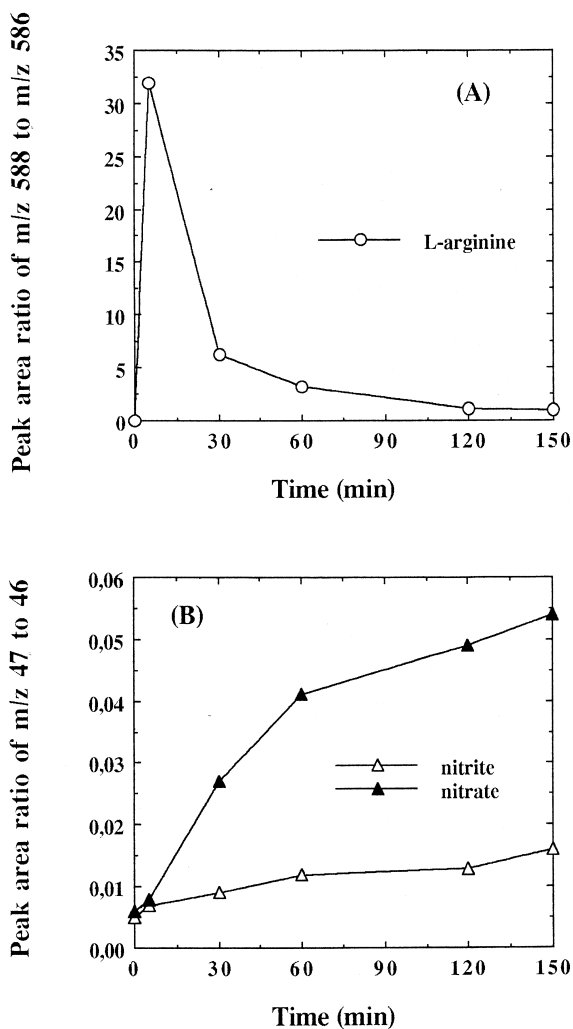 Peak area ratio of m/z 588 to m/z 586
35
30
25
20
15
10
5
0
(A)
L-arginine
0 30 60 90 120 150
Time (min)
Peak area ratio of m/z 47 to 46
0,06
0,05
0,04
0,03
0,02
0,01
0,00
(B)
nitrite
nitrate
0 30 60 90 120 150
Time (min)